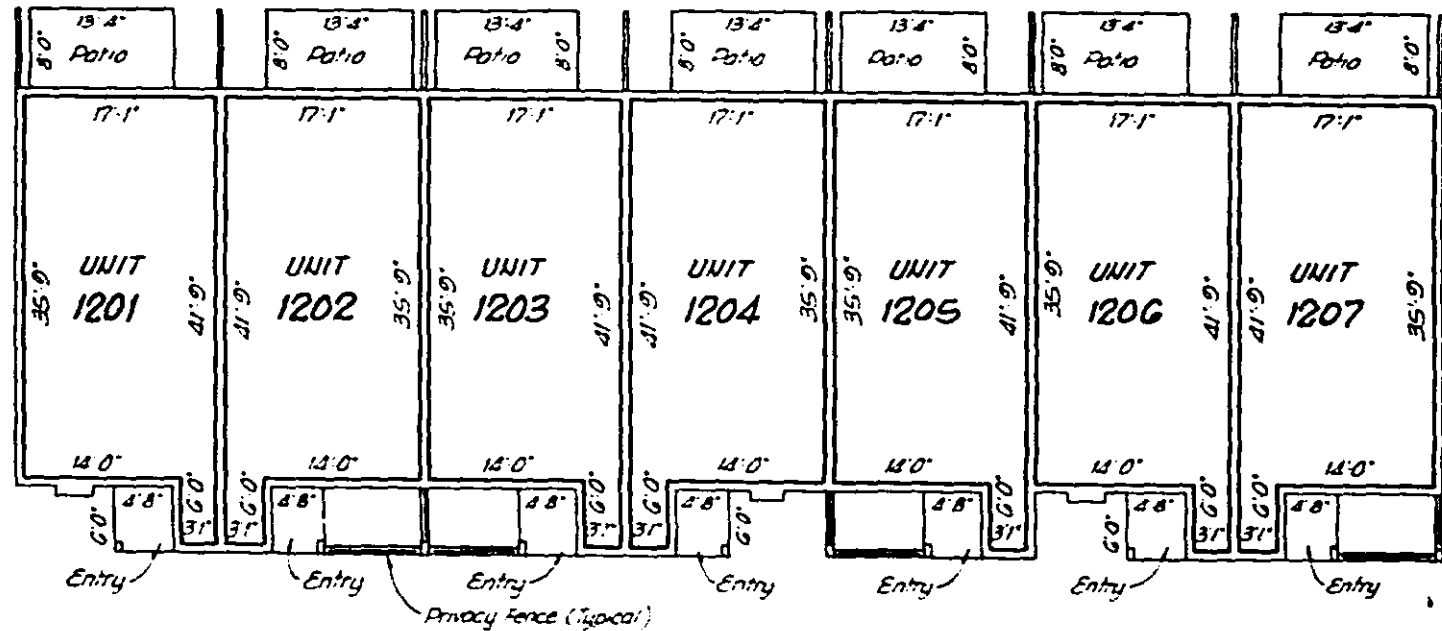 13'4" 13'4" 13'4" 13'4" 13'4" 13'4" 13'4"
8'0" Patio 8'0" Patio Patio 8'0" 8'0" Patio Patio 8'0" 8'0" Patio Patio 8'0"
17'1" 17'1" 17'1" 17'1" 17'1" 17'1" 17'1"
UNIT UNIT UNIT UNIT UNIT UNIT UNIT
1201 1202 1203 1204 1205 1206 1207
35'9" 41'9" 41'9" 35'9" 35'9" 41'9" 41'9" 35'9" 35'9" 41'9" 35'9" 41'9" 41'9" 35'9"
14'0" 14'0" 14'0" 14'0" 14'0" 14'0" 14'0"
6'0" 6'0" 6'0" 6'0" 6'0" 6'0" 6'0"
4'8" 4'8" 4'8" 4'8" 4'8" 4'8" 4'8"
6'0" 3'1" 3'1" 3'1" 3'1" 6'0" 3'1" 6'0" 3'1" 3'1"
Entry Entry Entry Entry Entry Entry Entry
Privacy Fence (Typical)